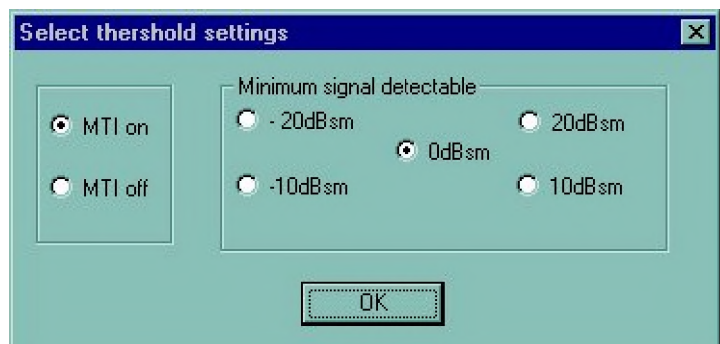 Select thershold settings
Minimum signal detectable
MTI on
- 20dBsm
20dBsm
0dBsm
MTI off
-10dBsm
10dBsm
OK